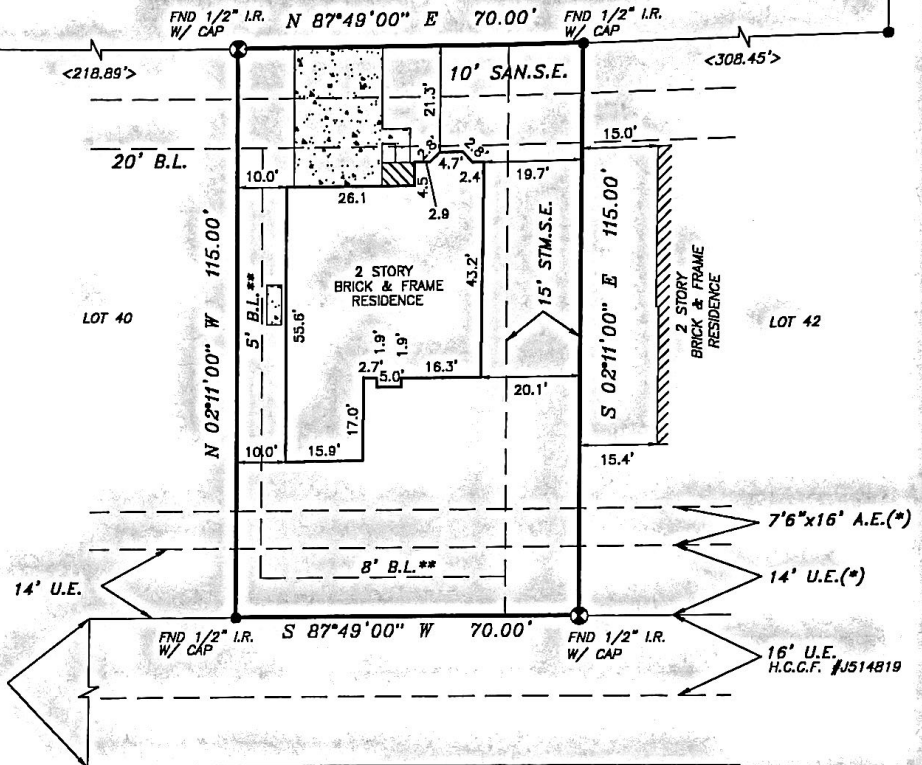 FND 1/2" I.R.
W/ CAP
N 87°49'00" E 70.00'
FND 1/2" I.R.
W/ CAP
<218.89'>
<308.45'>
10' SAN.S.E.
21.3'
20' B.L.
2.8'
4.7'
2.8'
15.0'
10.0'
26.1
4.5
2.9
2.4'
19.7'
N 02°11'00" W 115.00'
5' B.L.**
55.6'
2 STORY
BRICK & FRAME
RESIDENCE
43.2'
15' STM.S.E.
S 02°11'00" E 115.00'
2 STORY
BRICK & FRAME
RESIDENCE
LOT 40
LOT 42
1.9'
1.9'
2.7'
5.0'
16.3'
20.1'
17.0'
10.0'
15.9'
15.4'
7'6"x16' A.E.(*)
8' B.L.**
14' U.E.
14' U.E.(*)
FND 1/2" I.R.
W/ CAP
S 87°49'00" W 70.00'
FND 1/2" I.R.
W/ CAP
16' U.E.
H.C.C.F. #J514819